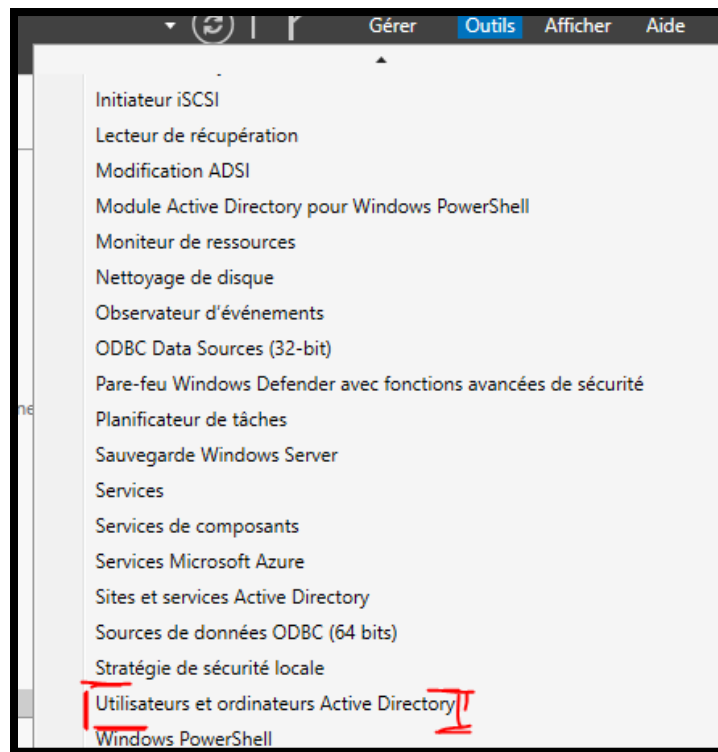 Gérer Outils Afficher Aide
Initiateur iSCSI
Lecteur de récupération
Modification ADSI
Module Active Directory pour Windows PowerShell
Moniteur de ressources
Nettoyage de disque
Observateur d'événements
ODBC Data Sources (32-bit)
Pare-feu Windows Defender avec fonctions avancées de sécurité
ne
Planificateur de tâches
Sauvegarde Windows Server
Services
Services de composants
Services Microsoft Azure
Sites et services Active Directory
Sources de données ODBC (64 bits)
Stratégie de sécurité locale
Utilisateurs et ordinateurs Active Directory
Windows PowerShell